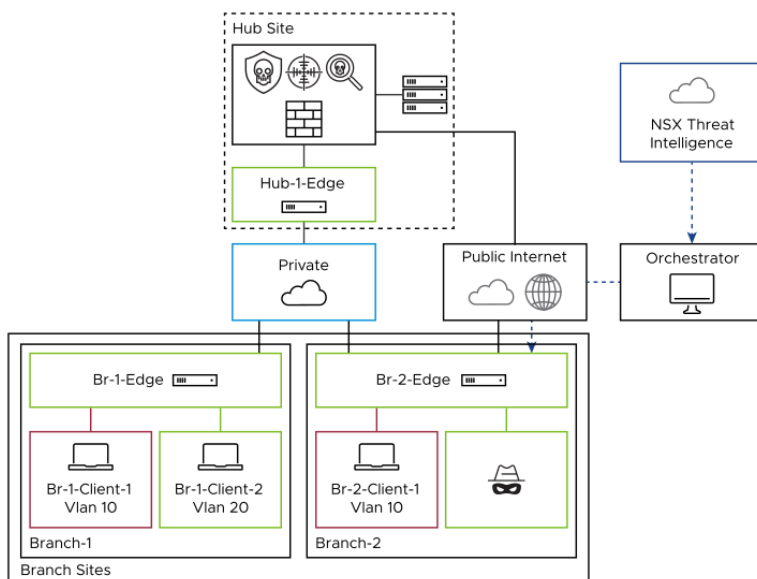 Hub Site
NSX Threat
Intelligence
Hub-1-Edge
Private
Public Internet
Orchestrator
Br-1-Edge
Br-2-Edge
Br-1-Client-1
Vlan 10
Br-1-Client-2
Vlan 20
Br-2-Client-1
Vlan 10
Branch-1
Branch-2
Branch Sites